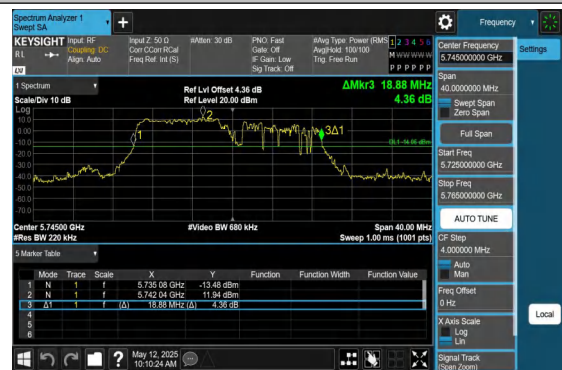 Spectrum Analyzer 1
Swept SA
+
Frequency
KEYSIGHT Input: RF Input Z: 50 Ω #Atten: 30 dB PNO: Fast #Avg Type: Power (RMS 1 2 3 4 5 6
RL Coupling: DC Corr CCorr RCal Gate: Off Avg|Hold: 100/100 M W W W W W
Align: Auto Freq Ref: Int (S) IF Gain: Low Trig: Free Run
Sig Track: Off P P P P P P
LXI
1 Spectrum
Scale/Div 10 dB
Ref Lvl Offset 4.36 dB
Ref Level 20.00 dBm
ΔMkr3 18.88 MHz
4.36 dB
Log
10.0
0.00
-10.0
-20.0
-30.0
-40.0
-50.0
-60.0
-70.0
1
2
3Δ1
DL1 -14.06 dBm
Center 5.74500 GHz #Video BW 680 kHz Span 40.00 MHz
#Res BW 220 kHz Sweep 1.00 ms (1001 pts)
5 Marker Table
Mode Trace Scale X Y Function Function Width Function Value
1 N 1 f 5.735 08 GHz -13.48 dBm
2 N 1 f 5.742 04 GHz 11.94 dBm
3 Δ1 1 f (Δ) 18.88 MHz (Δ) 4.36 dB
4
5
6
May 12, 2025
10:10:24 AM
?
Center Frequency
5.745000000 GHz
Settings
Span
40.0000000 MHz
Swept Span
Zero Span
Full Span
Start Freq
5.725000000 GHz
Stop Freq
5.765000000 GHz
AUTO TUNE
CF Step
4.000000 MHz
Auto
Man
Freq Offset
0 Hz
X Axis Scale
Log
Lin
Local
Signal Track
(Span Zoom)